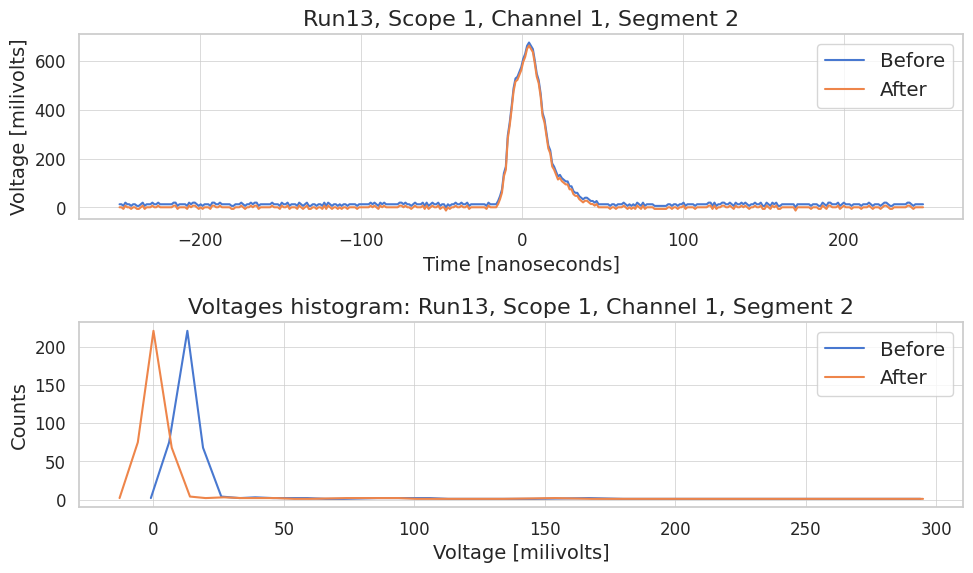 Run13, Scope 1, Channel 1, Segment 2
Voltage [milivolts]
600
400
200
0
Before
After
−200
−100
0
100
200
Time [nanoseconds]
Voltages histogram: Run13, Scope 1, Channel 1, Segment 2
Counts
200
150
100
50
0
Before
After
0
50
100
150
200
250
300
Voltage [milivolts]